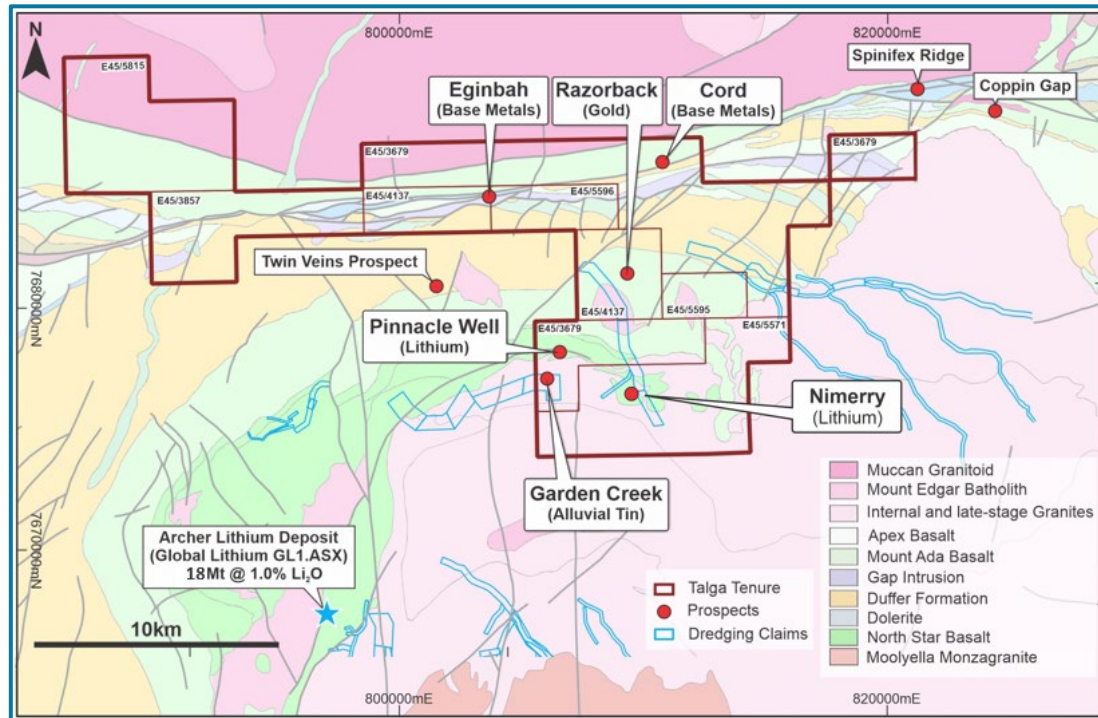 N
800000mE
820000mE
E45/5815
Spinifex Ridge
Coppin Gap
Eginbah
(Base Metals)
Razorback
(Gold)
Cord
(Base Metals)
E45/3679
E45/3679
E45/3857
E45/4137
E45/5596
Twin Veins Prospect
7680000mN
E45/4137
E45/5595
E45/5571
E45/3679
Pinnacle Well
(Lithium)
Nimerry
(Lithium)
Garden Creek
(Alluvial Tin)
7670000mN
Archer Lithium Deposit
(Global Lithium GL1.ASX)
18Mt @ 1.0% Li₂O
10km
Talga Tenure
Prospects
Dredging Claims
Muccan Granitoid
Mount Edgar Batholith
Internal and late-stage Granites
Apex Basalt
Mount Ada Basalt
Gap Intrusion
Duffer Formation
Dolerite
North Star Basalt
Moolyella Monzagranite
800000mE
820000mE